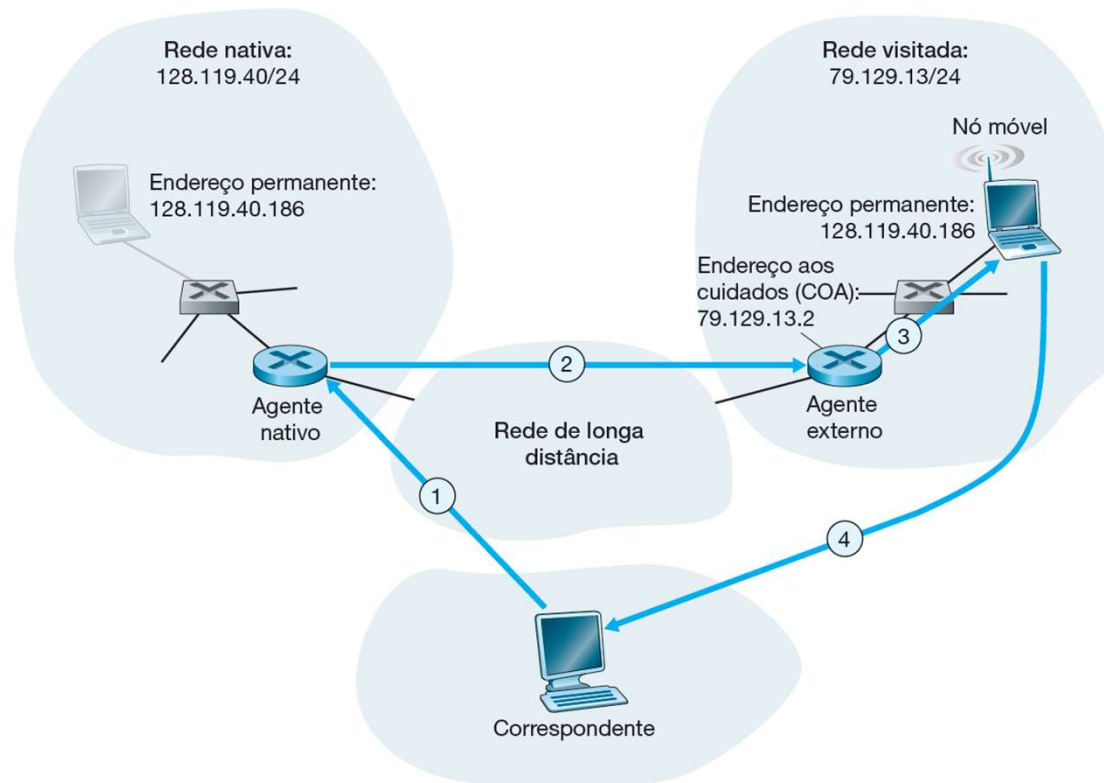 Rede nativa:
128.119.40/24
Endereço permanente:
128.119.40.186
Agente
nativo
Rede visitada:
79.129.13/24
Nó móvel
Endereço permanente:
128.119.40.186
Endereço aos
cuidados (COA):
79.129.13.2
Agente
externo
Rede de longa
distância
1
2
3
4
Correspondente